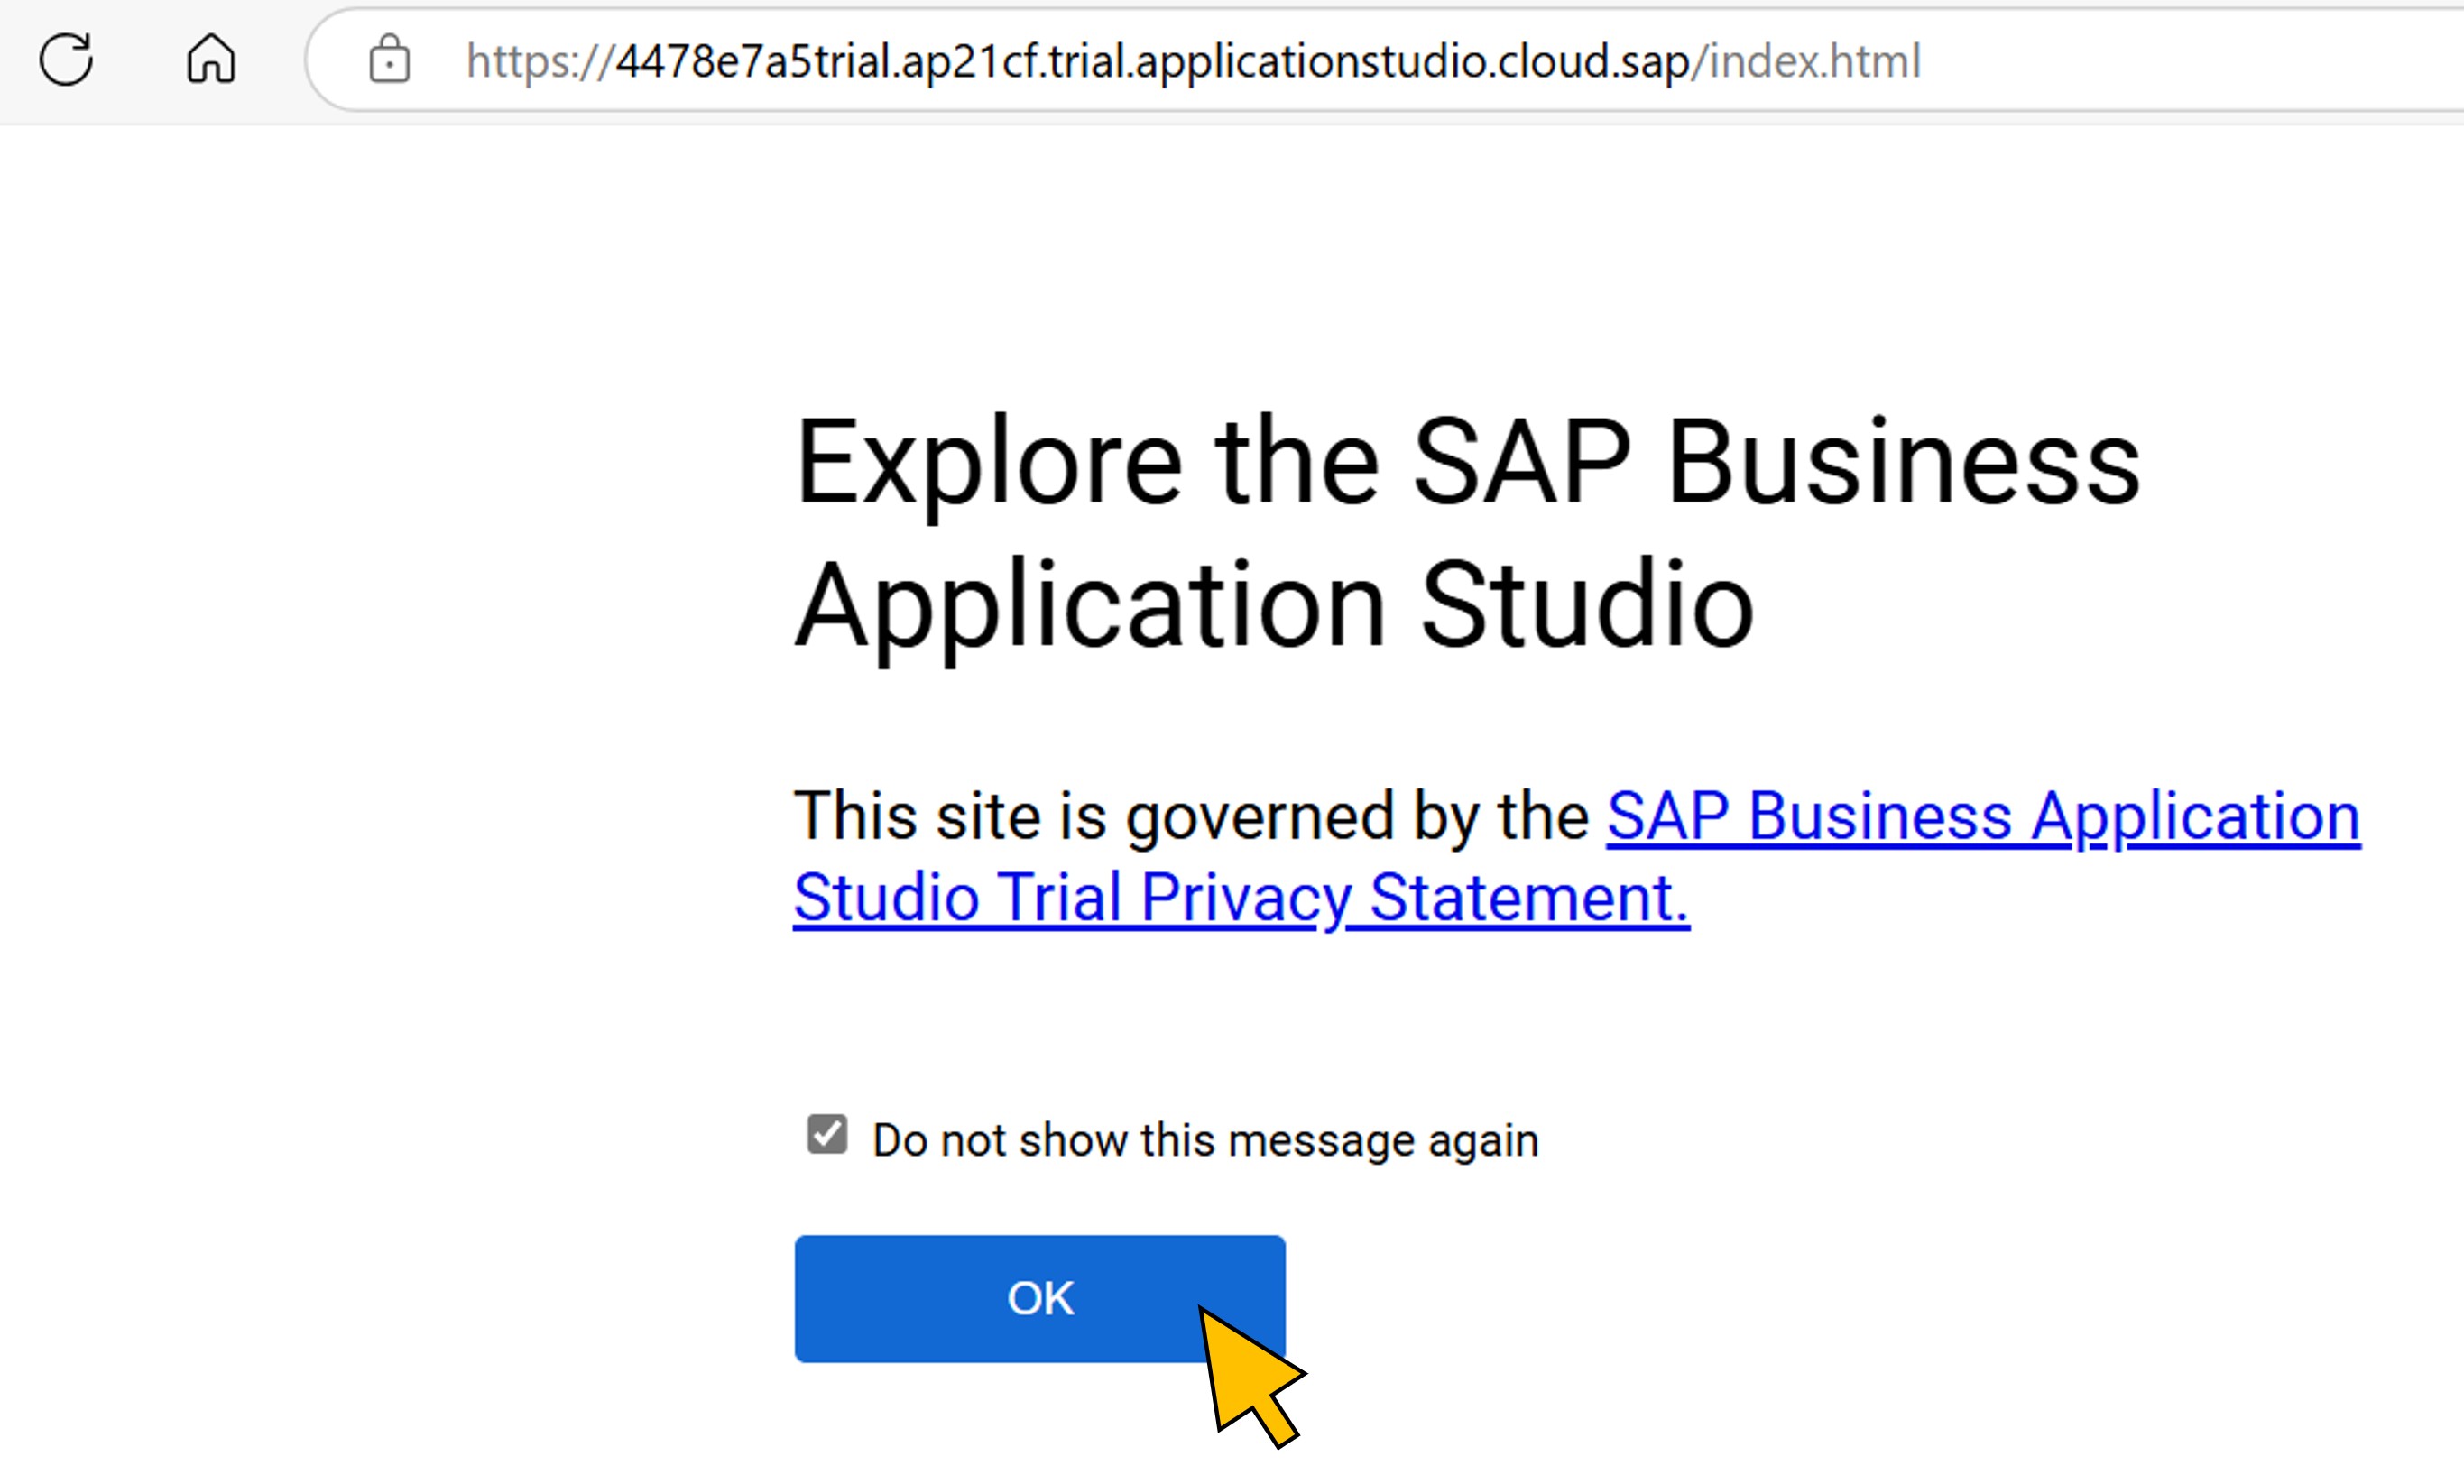 https://4478e7a5trial.ap21cf.trial.applicationstudio.cloud.sap/index.html
Explore the SAP Business
Application Studio
This site is governed by the SAP Business Application
Studio Trial Privacy Statement.
Do not show this message again
OK